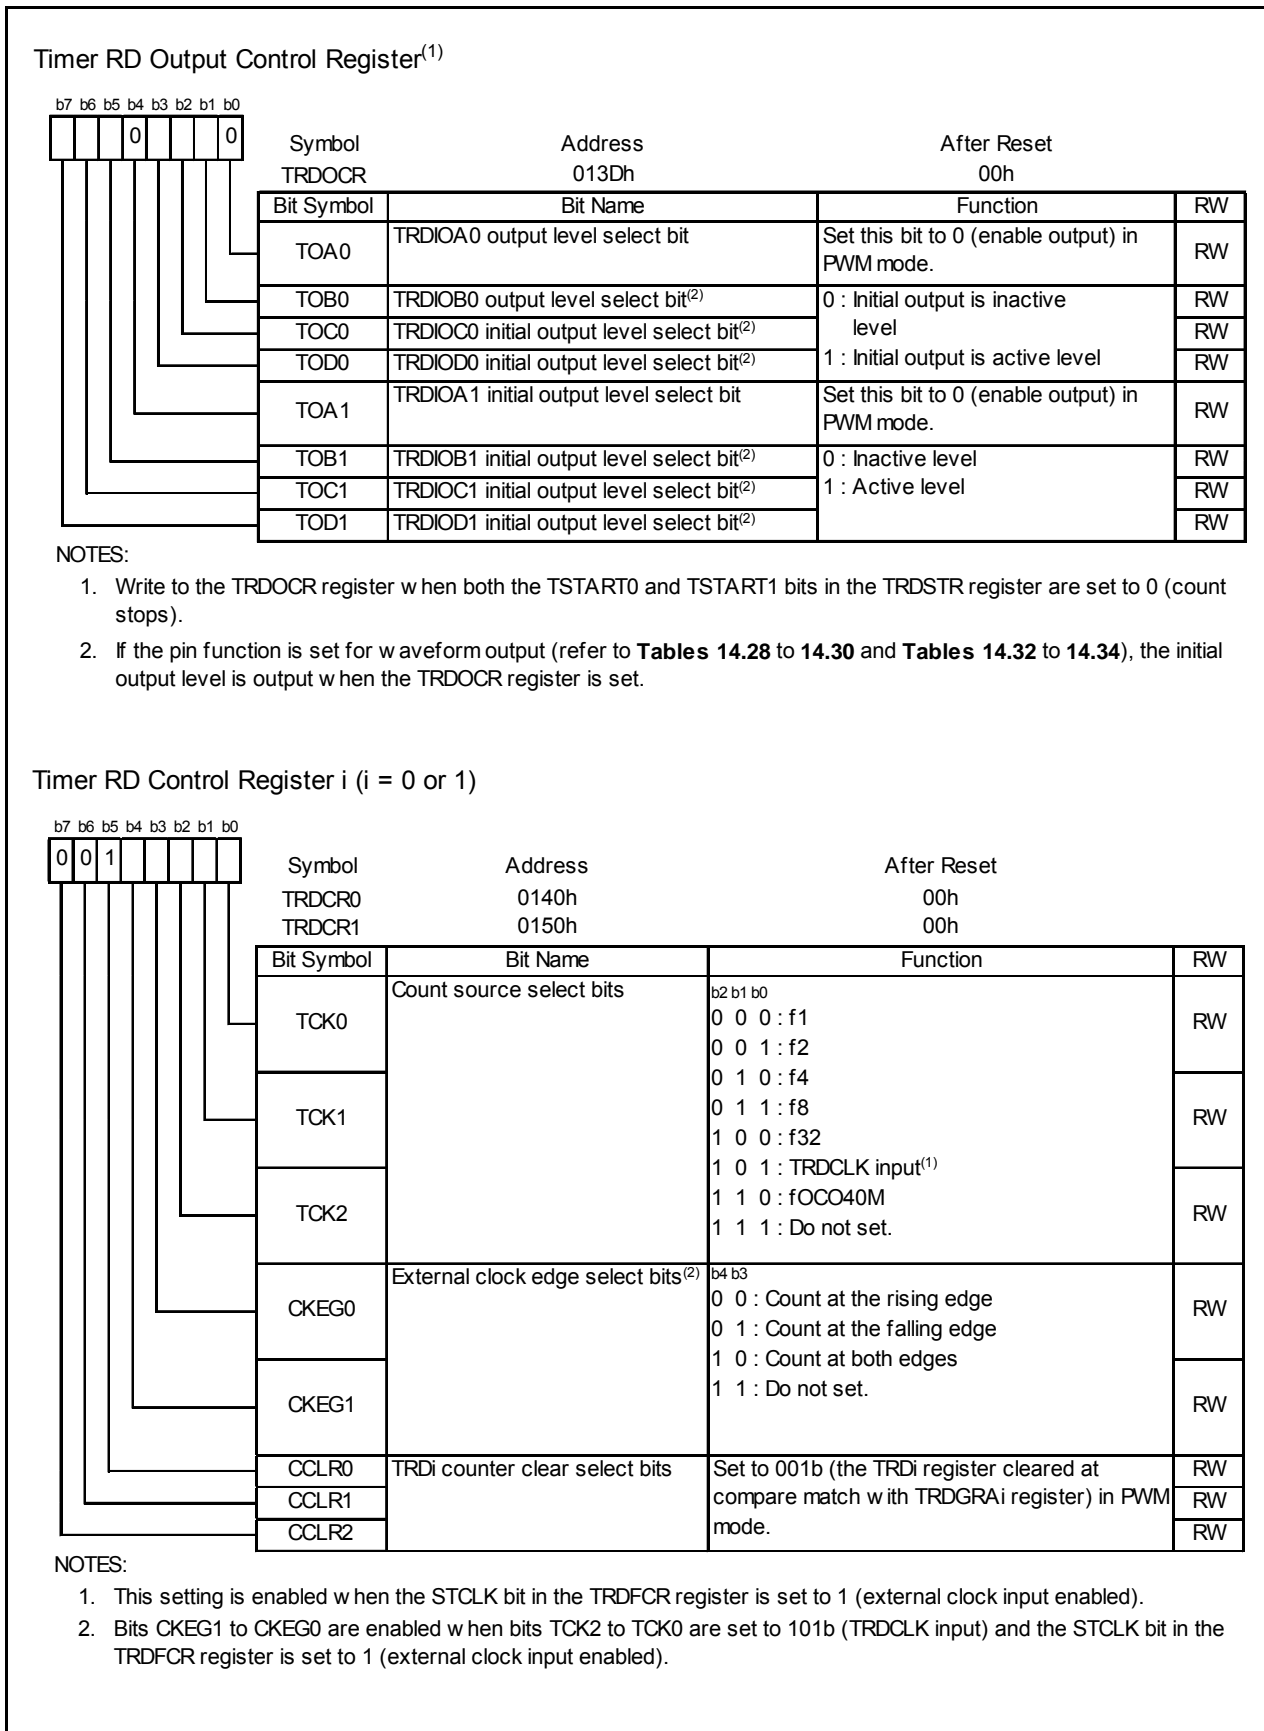 Timer RD Output Control Register(1)
b7 b6 b5 b4 b3 b2 b1 b0
0 0
Symbol Address After Reset
TRDOCR 013Dh 00h
Bit Symbol Bit Name Function RW
TOA0 TRDIOA0 output level select bit Set this bit to 0 (enable output) in PWM mode. RW
TOB0 TRDIOB0 output level select bit(2) 0 : Initial output is inactive RW
level
TOC0 TRDIOC0 initial output level select bit(2) RW
TOD0 TRDIOD0 initial output level select bit(2) 1 : Initial output is active level RW
TOA1 TRDIOA1 initial output level select bit Set this bit to 0 (enable output) in PWM mode. RW
TOB1 TRDIOB1 initial output level select bit(2) 0 : Inactive level RW
TOC1 TRDIOC1 initial output level select bit(2) 1 : Active level RW
TOD1 TRDIOD1 initial output level select bit(2) RW
NOTES:
1. Write to the TRDOCR register when both the TSTART0 and TSTART1 bits in the TRDSTR register are set to 0 (count
stops).
2. If the pin function is set for waveform output (refer to Tables 14.28 to 14.30 and Tables 14.32 to 14.34), the initial
output level is output when the TRDOCR register is set.
Timer RD Control Register i (i = 0 or 1)
b7 b6 b5 b4 b3 b2 b1 b0
0 0 1
Symbol Address After Reset
TRDCR0 0140h 00h
TRDCR1 0150h 00h
Bit Symbol Bit Name Function RW
TCK0 Count source select bits RW
TCK1 RW
TCK2 RW
b2 b1 b0
0 0 0 : f1
0 0 1 : f2
0 1 0 : f4
0 1 1 : f8
1 0 0 : f32
1 0 1 : TRDCLK input(1)
1 1 0 : fOCO40M
1 1 1 : Do not set.
CKEG0 External clock edge select bits(2) RW
CKEG1 RW
b4 b3
0 0 : Count at the rising edge
0 1 : Count at the falling edge
1 0 : Count at both edges
1 1 : Do not set.
CCLR0 TRDi counter clear select bits Set to 001b (the TRDi register cleared at RW
CCLR1 compare match with TRDGRAi register) in PWM RW
CCLR2 mode. RW
NOTES:
1. This setting is enabled when the STCLK bit in the TRDFCR register is set to 1 (external clock input enabled).
2. Bits CKEG1 to CKEG0 are enabled when bits TCK2 to TCK0 are set to 101b (TRDCLK input) and the STCLK bit in the
TRDFCR register is set to 1 (external clock input enabled).